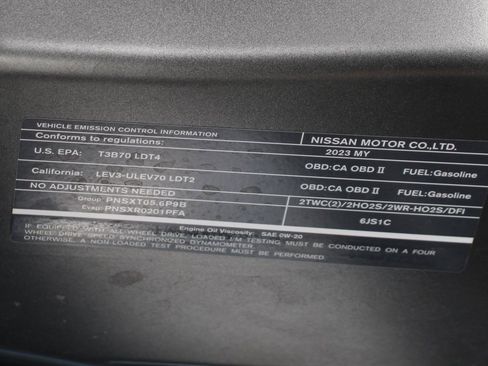 VEHICLE EMISSION CONTROL INFORMATION
NISSAN MOTOR CO.,LTD.
Conforms to regulations:
2023 MY
U.S. EPA: T3B70 LDT4
OBD:CA OBD II FUEL:Gasoline
California: LEV3-ULEV70 LDT2
OBD:CA OBD II FUEL:Gasoline
NO ADJUSTMENTS NEEDED
Group: PNSXT05.6P9B
2TWC(2)/2HO2S/2WR-HO2S/DFI
Evap: PNSXR0201PFA
6JS1C
Engine Oil Viscosity: SAE 0W-20
IF EQUIPPED WITH ALL WHEEL DRIVE, LOADED I/M TESTING MUST BE CONDUCTED ON A FOUR
WHEEL DRIVE SPEED SYNCHRONIZED DYNAMOMETER.
IF NOT AVAILABLE, A NON LOADED TEST PROCEDURE MUST BE USED.